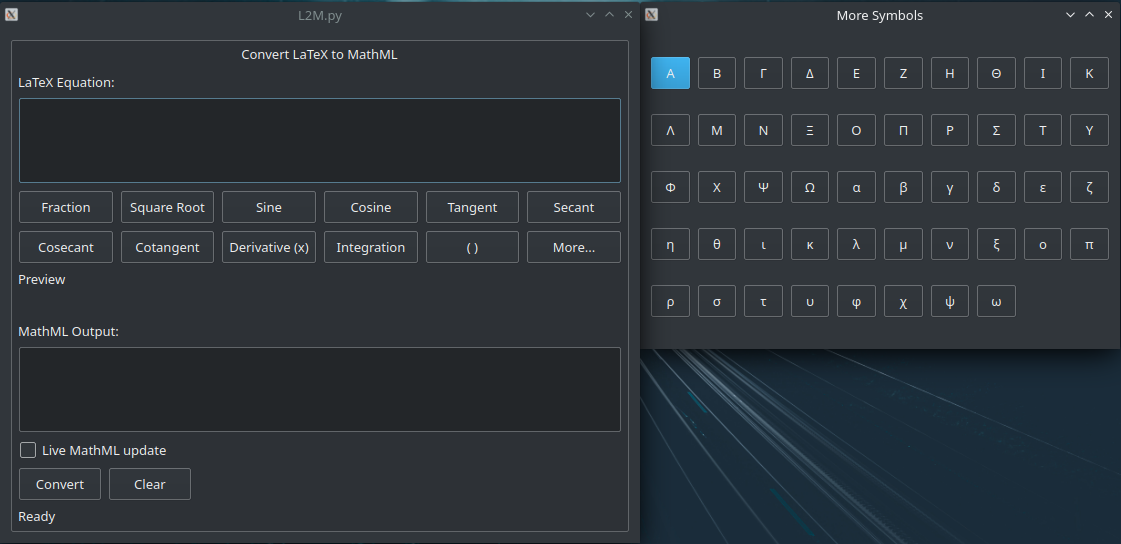 L2M.py
Convert LaTeX to MathML
LaTeX Equation:
Fraction Square Root Sine Cosine Tangent Secant
Cosecant Cotangent Derivative (x) Integration ( ) More...
Preview
MathML Output:
Live MathML update
Convert Clear
Ready
More Symbols
Α Β Γ Δ Ε Ζ Η Θ Ι Κ
Λ Μ Ν Ξ Ο Π Ρ Σ Τ Υ
Φ Χ Ψ Ω α β γ δ ε ζ
η θ ι κ λ μ ν ξ ο π
ρ σ τ υ φ χ ψ ω